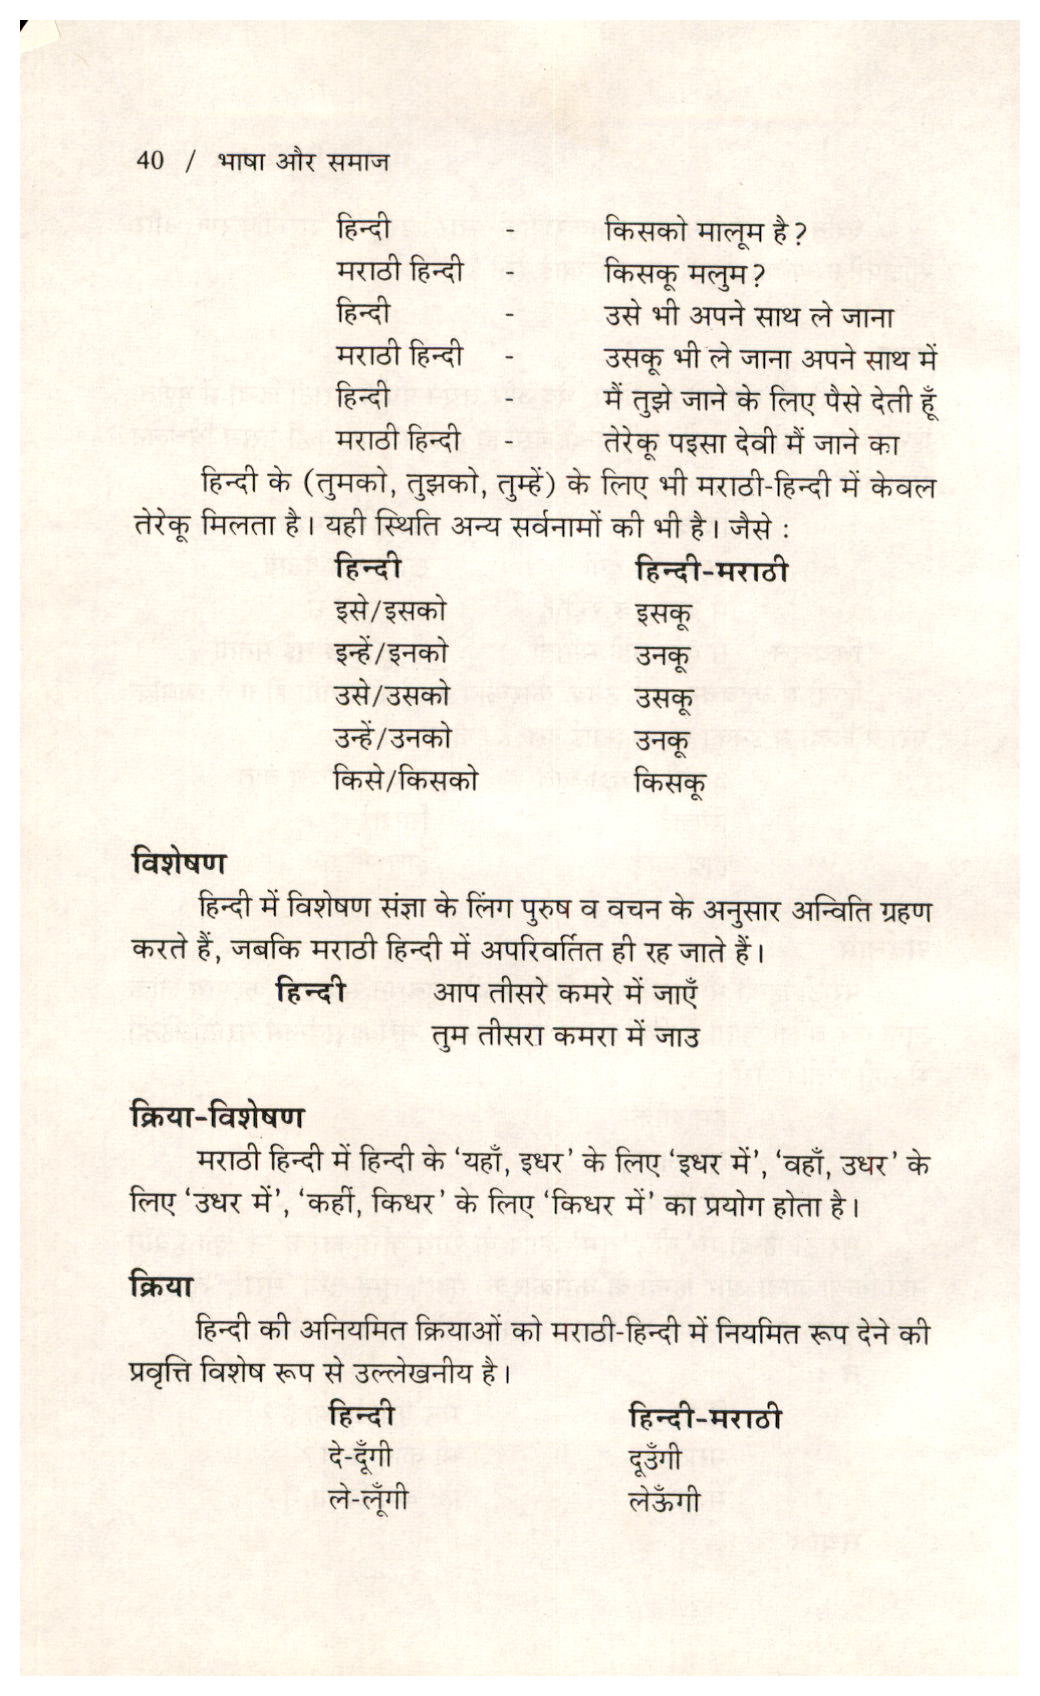 40 / भाषा और समाज
हिन्दी - किसको मालूम है?
मराठी हिन्दी - किसकू मलुम?
हिन्दी - उसे भी अपने साथ ले जाना
मराठी हिन्दी - उसकू भी ले जाना अपने साथ में
हिन्दी - मैं तुझे जाने के लिए पैसे देती हूँ
मराठी हिन्दी - तेरेकू पइसा देवी मैं जाने का
हिन्दी के (तुमको, तुझको, तुम्हें) के लिए भी मराठी-हिन्दी में केवल
तेरेकू मिलता है। यही स्थिति अन्य सर्वनामों की भी है। जैसे :
हिन्दी हिन्दी-मराठी
इसे/इसको इसकू
इन्हें/इनको उनकू
उसे/उसको उसकू
उन्हें/उनको उनकू
किसे/किसको किसकू
विशेषण
हिन्दी में विशेषण संज्ञा के लिंग पुरुष व वचन के अनुसार अन्विति ग्रहण
करते हैं, जबकि मराठी हिन्दी में अपरिवर्तित ही रह जाते हैं।
हिन्दी आप तीसरे कमरे में जाएँ
तुम तीसरा कमरा में जाउ
क्रिया-विशेषण
मराठी हिन्दी में हिन्दी के ‘यहाँ, इधर’ के लिए ‘इधर में’, ‘वहाँ, उधर’ के
लिए ‘उधर में’, ‘कहीं, किधर’ के लिए ‘किधर में’ का प्रयोग होता है।
क्रिया
हिन्दी की अनियमित क्रियाओं को मराठी-हिन्दी में नियमित रूप देने की
प्रवृत्ति विशेष रूप से उल्लेखनीय है।
हिन्दी हिन्दी-मराठी
दे-दूँगी दूउँगी
ले-लूँगी लेऊँगी